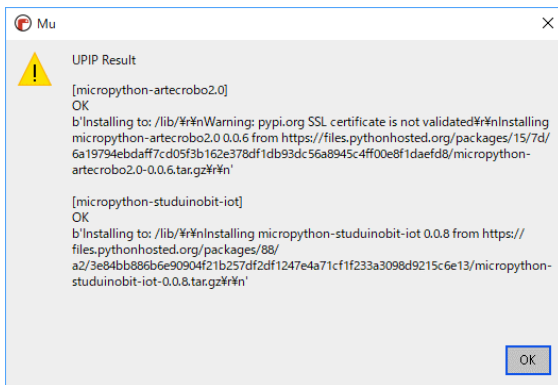 Mu
UPIP Result
[micropython-artecrobo2.0]
OK
b'Installing to: /lib/¥r¥nWarning: pypi.org SSL certificate is not validated¥r¥nInstalling
micropython-artecrobo2.0 0.0.6 from https://files.pythonhosted.org/packages/15/7d/
6a19794ebdaff7cd05f3b162e378df1db93dc56a8945c4ff00e8f1daefd8/micropython-
artecrobo2.0-0.0.6.tar.gz¥r¥n'
[micropython-studuinobit-iot]
OK
b'Installing to: /lib/¥r¥nInstalling micropython-studuinobit-iot 0.0.8 from https://
files.pythonhosted.org/packages/88/
a2/3e84bb886b6e90904f21b257df2df1247e4a71cf1f233a3098d9215c6e13/micropython-
studuinobit-iot-0.0.8.tar.gz¥r¥n'
OK